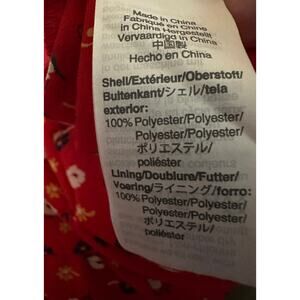 Made in China
Fabriqué en Chine
in China Hergestellt
Vervaardigd in China
中国製
Hecho en China
Shell/Extérieur/Oberstoff/
Buitenkant/シェル/tela
exterior:
100% Polyester/Polyester/
Polyester/Polyester/
ポリエステル/
poliéster
Lining/Doublure/Futter/
Voering/ライニング/forro:
100% Polyester/Polyester/
Polyester/Polyester/
ポリエステル/
poliéster